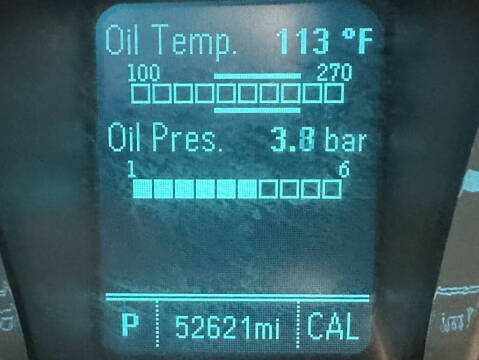 Oil Temp. 113 °F
100 270
Oil Pres. 3.8 bar
1 6
P 52621mi CAL